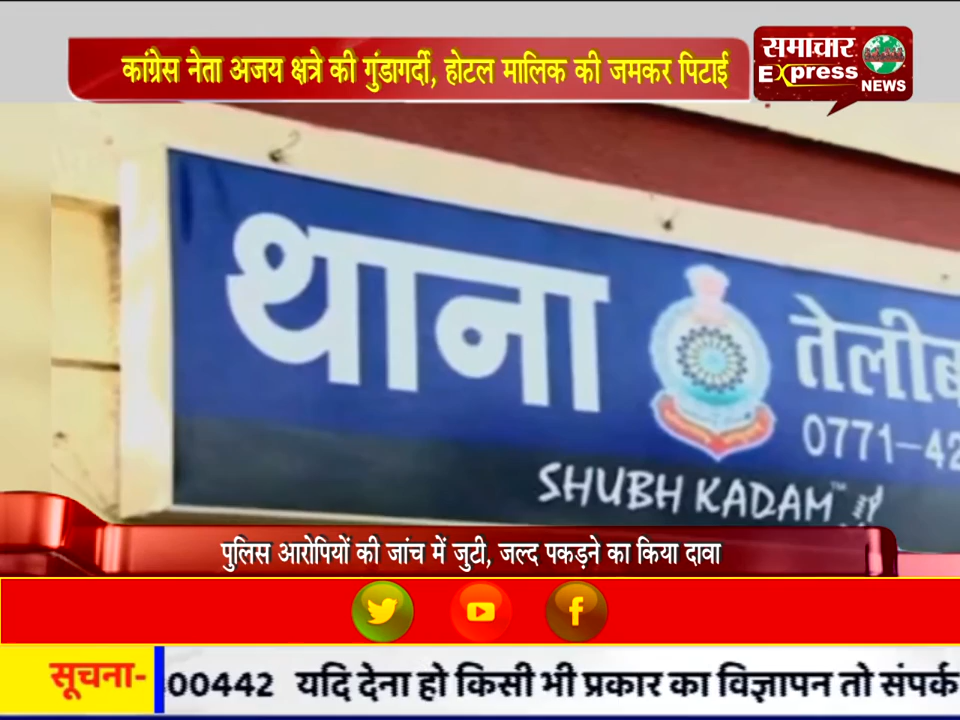 कांग्रेस नेता अजय क्षत्रे की गुंडागर्दी, होटल मालिक की जमकर पिटाई
समाचार
Express
NEWS
थाना
तेलीब
0771-42
SHUBH KADAM™
पुलिस आरोपियों की जांच में जुटी, जल्द पकड़ने का किया दावा
सूचना- 00442 यदि देना हो किसी भी प्रकार का विज्ञापन तो संपर्क